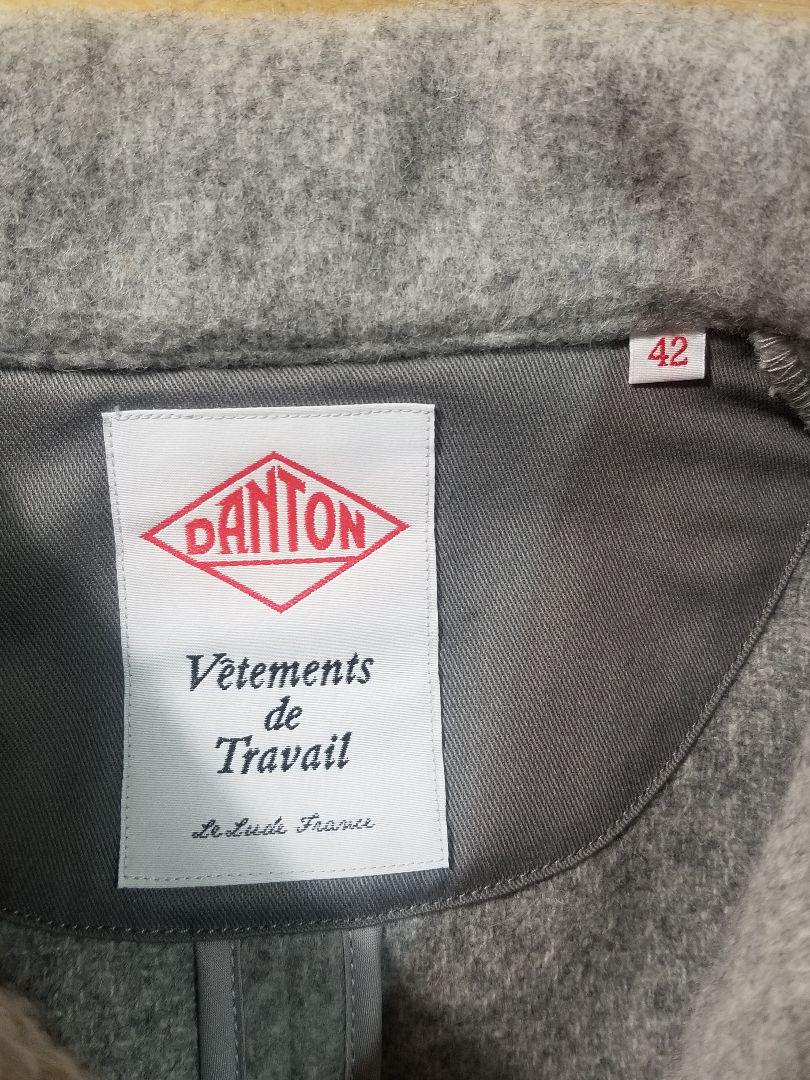 42
DANTON
Vêtements
de
Travail
Le Lude France